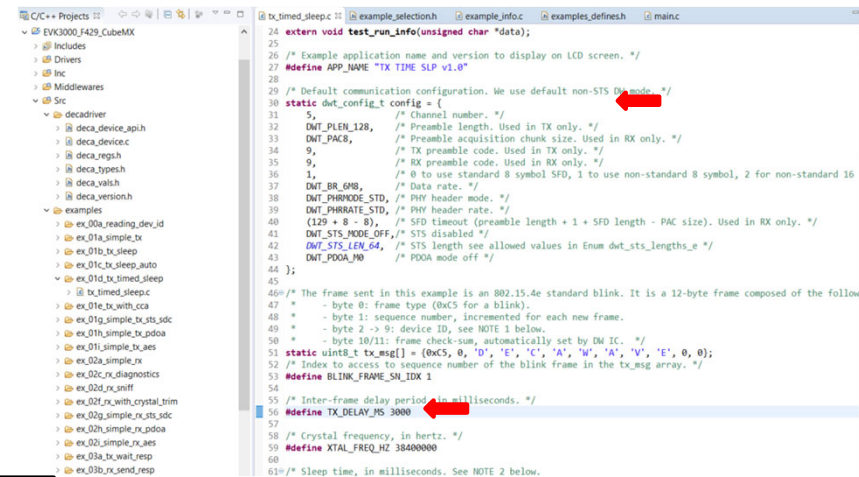 C/C++ Projects
EVK3000_F429_CubeMX
Includes
Drivers
Inc
Middlewares
Src
decadriver
deca_device_api.h
deca_device.c
deca_regs.h
deca_types.h
deca_vals.h
deca_version.h
examples
ex_00a_reading_dev_id
ex_01a_simple_tx
ex_01b_tx_sleep
ex_01c_tx_sleep_auto
ex_01d_tx_timed_sleep
tx_timed_sleep.c
ex_01e_tx_with_cca
ex_01g_simple_tx_sts_sdc
ex_01h_simple_tx_pdoa
ex_01i_simple_tx_aes
ex_02a_simple_rx
ex_02c_rx_diagnostics
ex_02d_rx_sniff
ex_02f_rx_with_crystal_trim
ex_02g_simple_rx_sts_sdc
ex_02h_simple_rx_pdoa
ex_02i_simple_rx_aes
ex_03a_tx_wait_resp
ex_03b_rx_send_resp
tx_timed_sleep.c example_selection.h example_info.c examples_defines.h main.c
24 extern void test_run_info(unsigned char *data);
25
26 /* Example application name and version to display on LCD screen. */
27 #define APP_NAME "TX TIME SLP v1.0"
28
29 /* Default communication configuration. We use default non-STS DW mode. */
30 static dwt_config_t config = {
31 5, /* Channel number. */
32 DWT_PLEN_128, /* Preamble length. Used in TX only. */
33 DWT_PAC8, /* Preamble acquisition chunk size. Used in RX only. */
34 9, /* TX preamble code. Used in TX only. */
35 9, /* RX preamble code. Used in RX only. */
36 1, /* 0 to use standard 8 symbol SFD, 1 to use non-standard 8 symbol, 2 for non-standard 16
37 DWT_BR_6M8, /* Data rate. */
38 DWT_PHRMODE_STD, /* PHY header mode. */
39 DWT_PHRRATE_STD, /* PHY header rate. */
40 (129 + 8 - 8), /* SFD timeout (preamble length + 1 + SFD length - PAC size). Used in RX only. */
41 DWT_STS_MODE_OFF,/* STS disabled */
42 DWT_STS_LEN_64, /* STS length see allowed values in Enum dwt_sts_lengths_e */
43 DWT_PDOA_M0 /* PDOA mode off */
44 };
45
46 /* The frame sent in this example is an 802.15.4e standard blink. It is a 12-byte frame composed of the follow
47 * - byte 0: frame type (0xC5 for a blink).
48 * - byte 1: sequence number, incremented for each new frame.
49 * - byte 2 -> 9: device ID, see NOTE 1 below.
50 * - byte 10/11: frame check-sum, automatically set by DW IC. */
51 static uint8_t tx_msg[] = {0xC5, 0, 'D', 'E', 'C', 'A', 'W', 'A', 'V', 'E', 0, 0};
52 /* Index to access to sequence number of the blink frame in the tx_msg array. */
53 #define BLINK_FRAME_SN_IDX 1
54
55 /* Inter-frame delay period, in milliseconds. */
56 #define TX_DELAY_MS 3000
57
58 /* Crystal frequency, in hertz. */
59 #define XTAL_FREQ_HZ 38400000
60
61 /* Sleep time, in milliseconds. See NOTE 2 below.